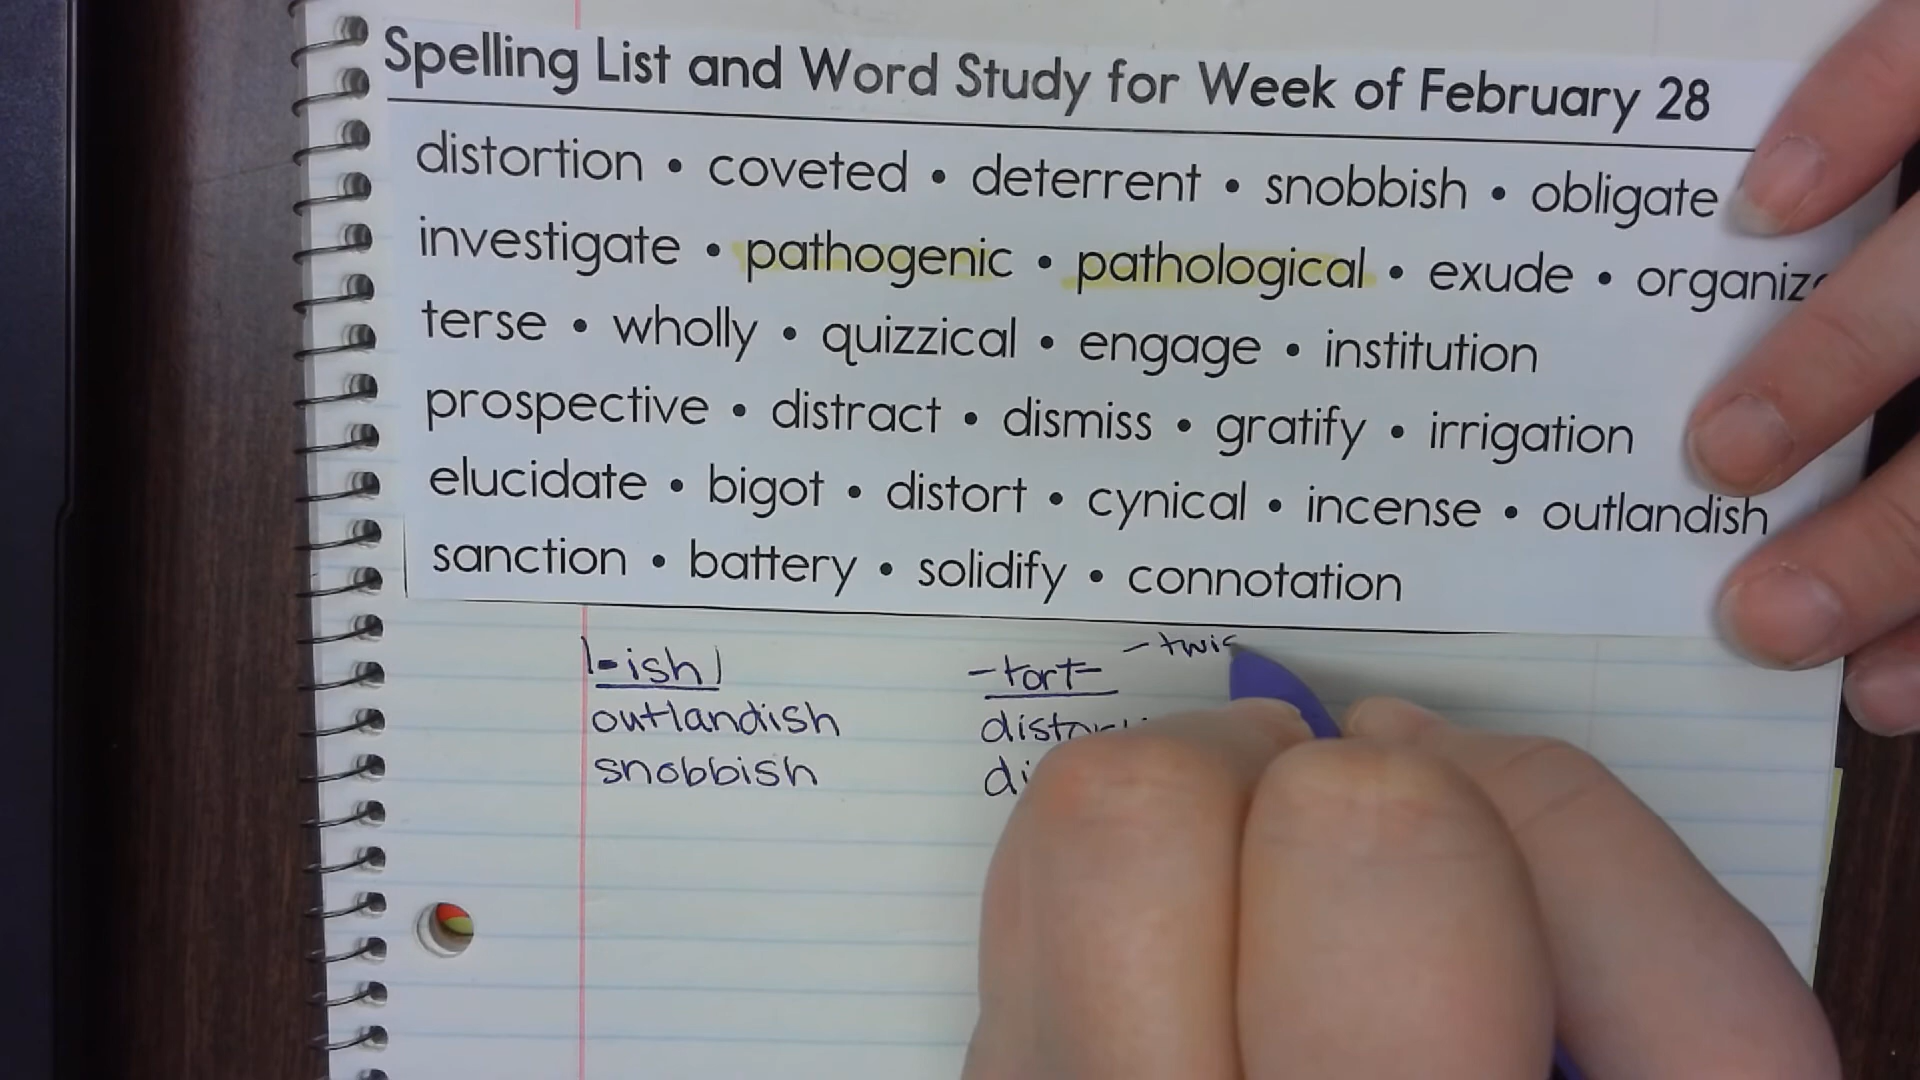 Spelling List and Word Study for Week of February 28
distortion • coveted • deterrent • snobbish • obligate
investigate • pathogenic • pathological • exude • organiz
terse • wholly • quizzical • engage • institution
prospective • distract • dismiss • gratify • irrigation
elucidate • bigot • distort • cynical • incense • outlandish
sanction • battery • solidify • connotation
-ish -tort- - twis
outlandish
snobbish